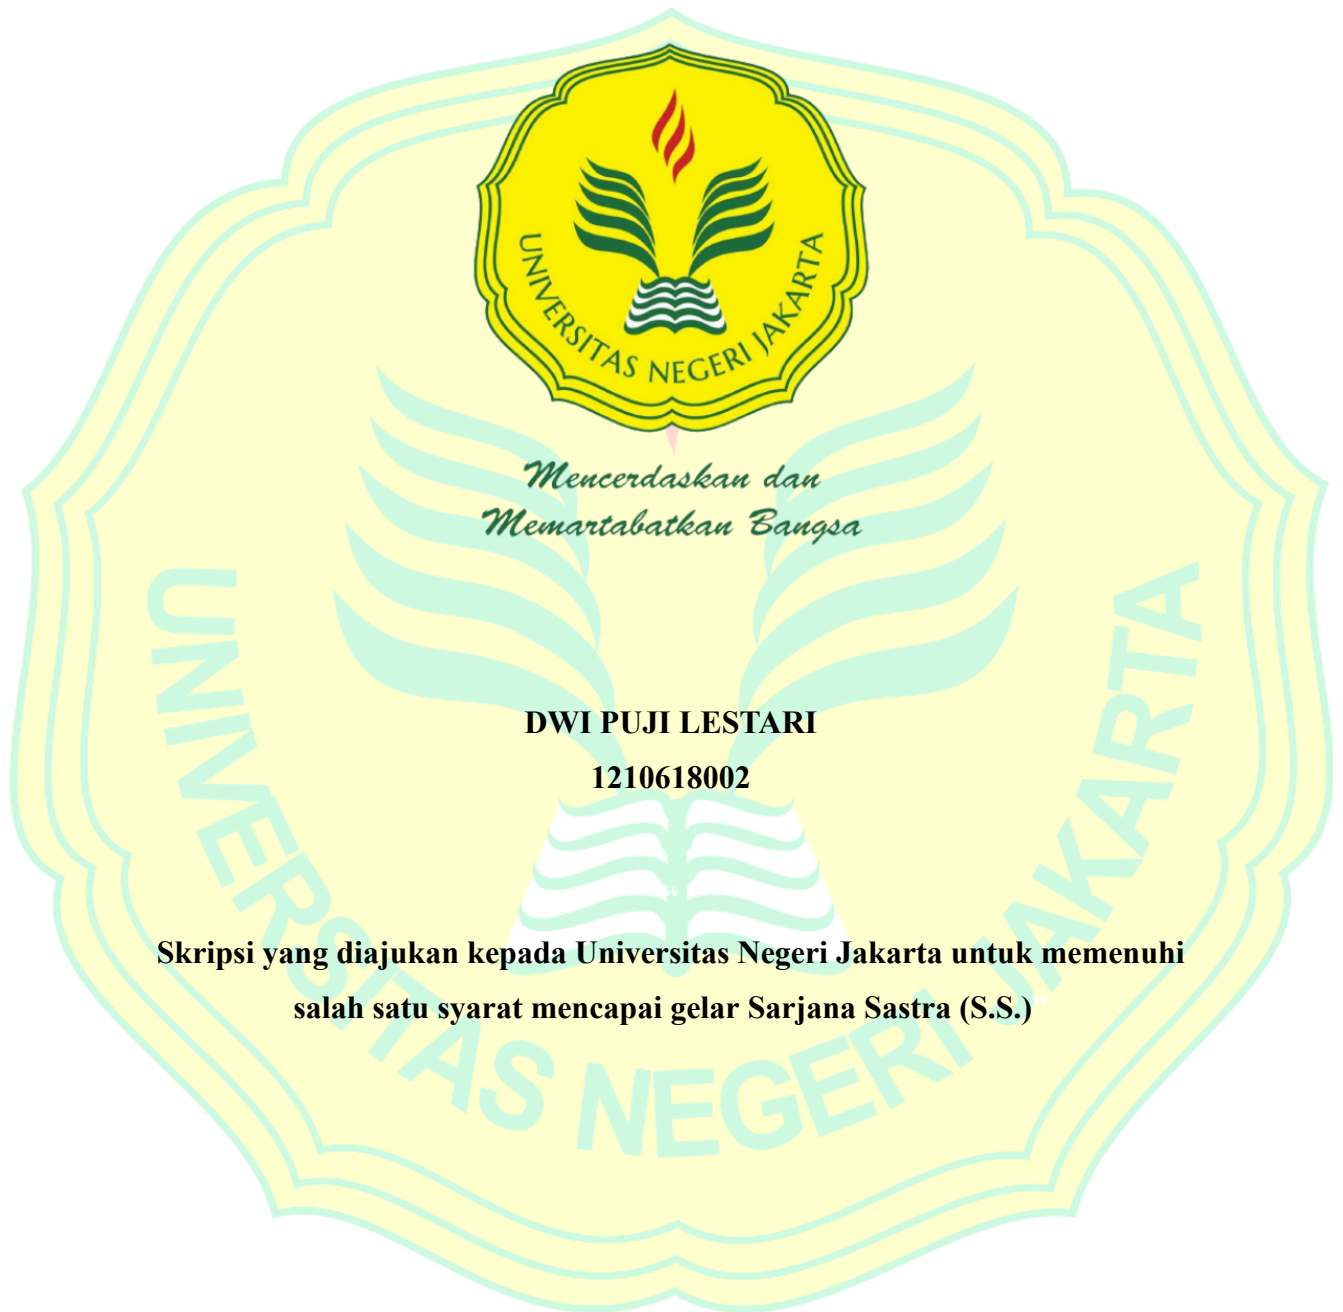 UNIVERSITAS NEGERI JAKARTA
Mencerdaskan dan
Memartabatkan Bangsa
DWI PUJI LESTARI
1210618002
“
Skripsi yang diajukan kepada Universitas Negeri Jakarta untuk memenuhi
salah satu syarat mencapai gelar Sarjana Sastra (S.S.)”
UNIVERSITAS NEGERI JAKARTA